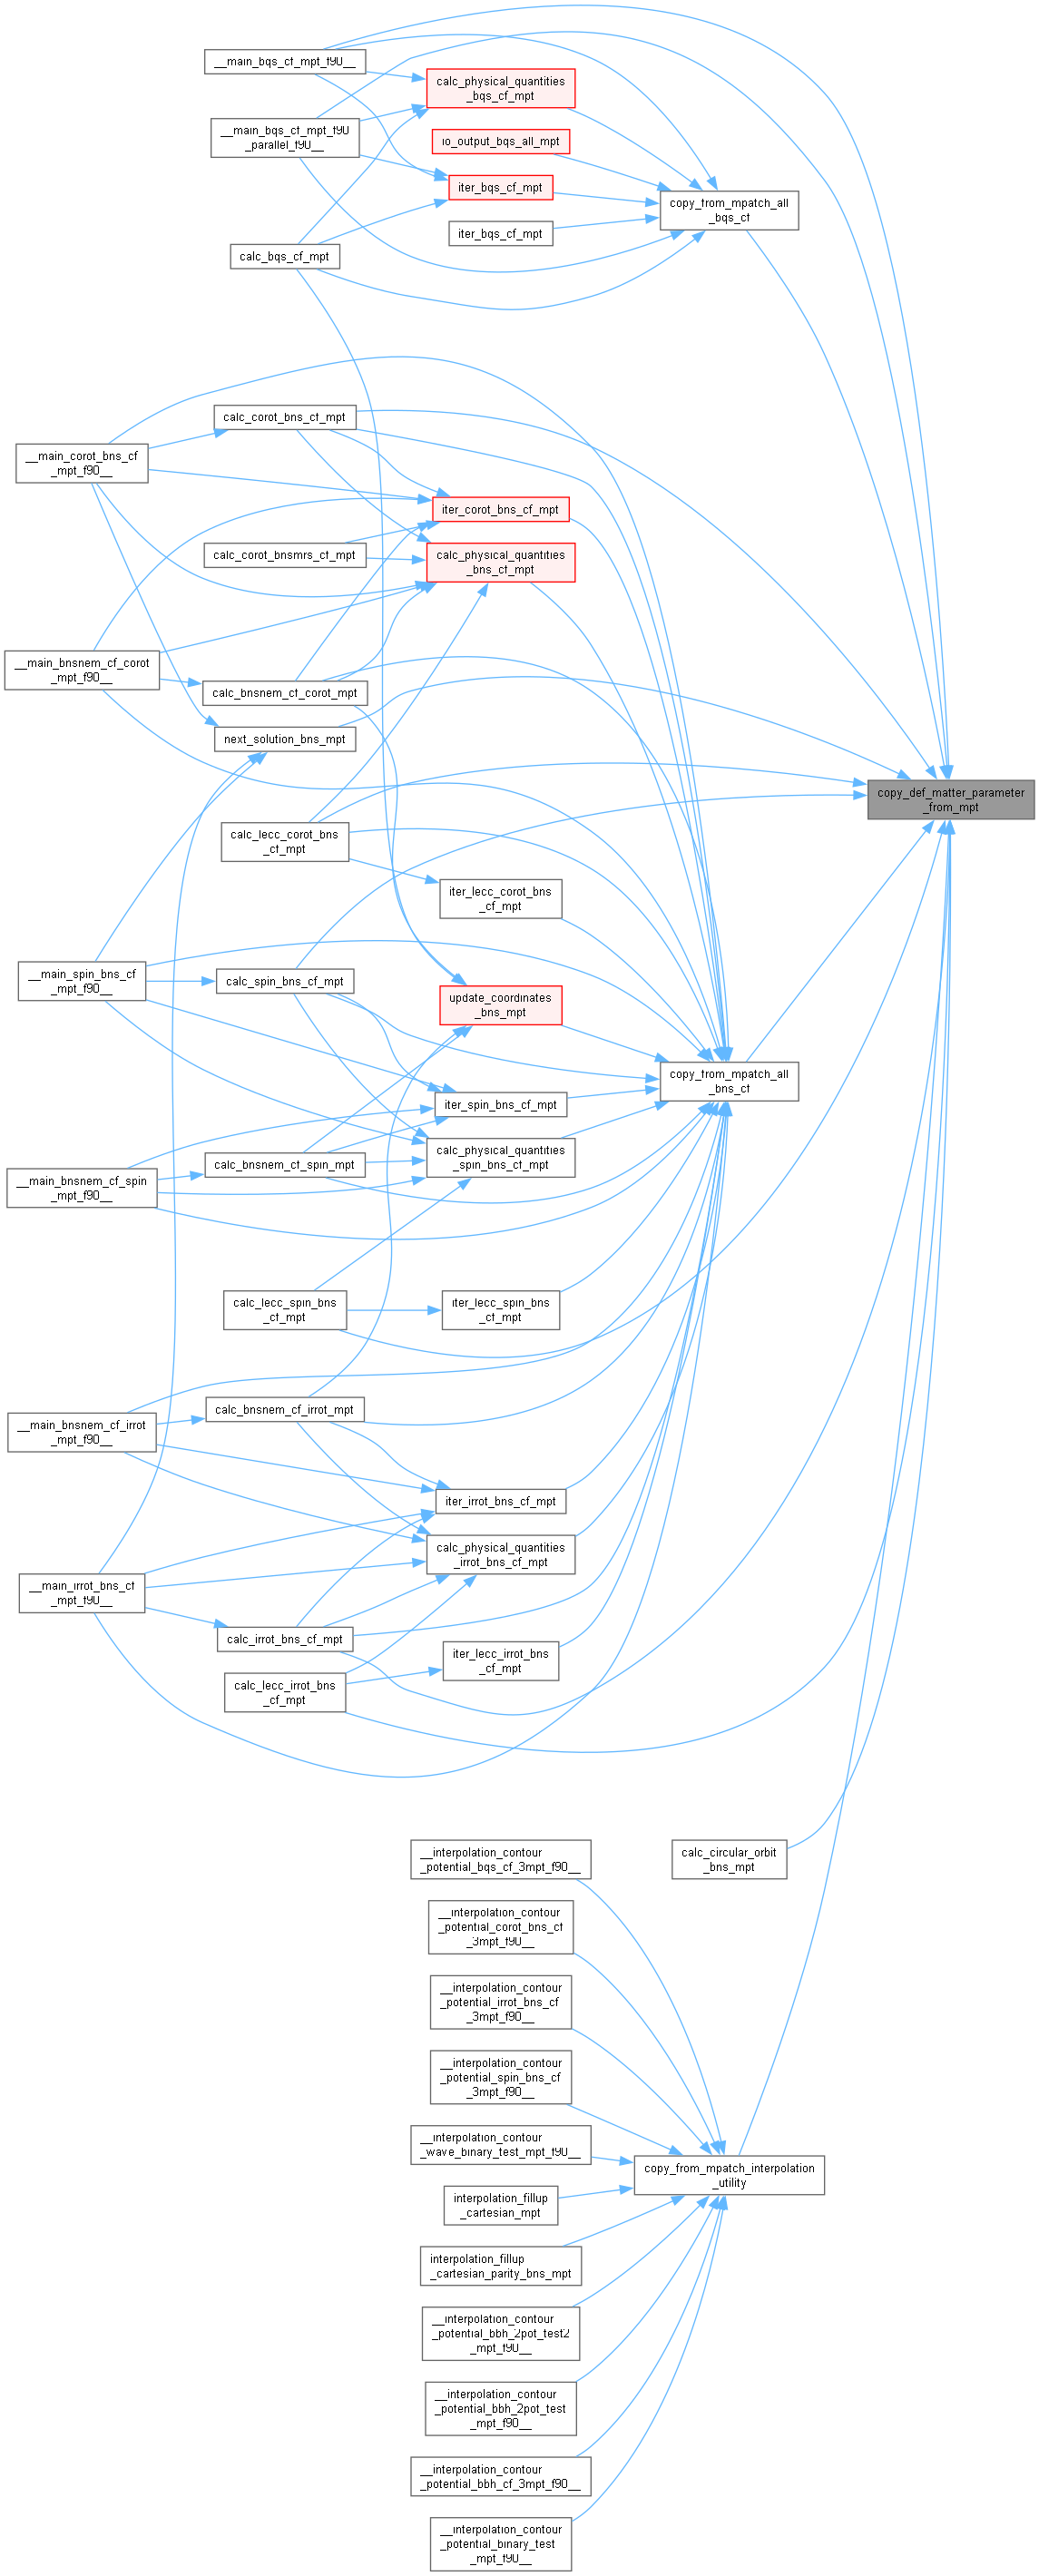 __main_bqs_cf_mpt_f90__
calc_physical_quantities
_bqs_cf_mpt
__main_bqs_cf_mpt_f90
_parallel_f90__
io_output_bqs_all_mpt
iter_bqs_cf_mpt
copy_from_mpatch_all
_bqs_cf
iter_bqs_cf_mpt
calc_bqs_cf_mpt
calc_corot_bns_cf_mpt
__main_corot_bns_cf
_mpt_f90__
iter_corot_bns_cf_mpt
calc_corot_bnsmrs_cf_mpt
calc_physical_quantities
_bns_cf_mpt
__main_bnsnem_cf_corot
_mpt_f90__
calc_bnsnem_cf_corot_mpt
next_solution_bns_mpt
copy_def_matter_parameter
_from_mpt
calc_lecc_corot_bns
_cf_mpt
iter_lecc_corot_bns
_cf_mpt
__main_spin_bns_cf
_mpt_f90__
calc_spin_bns_cf_mpt
update_coordinates
_bns_mpt
copy_from_mpatch_all
_bns_cf
iter_spin_bns_cf_mpt
calc_physical_quantities
_spin_bns_cf_mpt
calc_bnsnem_cf_spin_mpt
__main_bnsnem_cf_spin
_mpt_f90__
calc_lecc_spin_bns
_cf_mpt
iter_lecc_spin_bns
_cf_mpt
calc_bnsnem_cf_irrot_mpt
__main_bnsnem_cf_irrot
_mpt_f90__
iter_irrot_bns_cf_mpt
calc_physical_quantities
_irrot_bns_cf_mpt
__main_irrot_bns_cf
_mpt_f90__
calc_irrot_bns_cf_mpt
iter_lecc_irrot_bns
_cf_mpt
calc_lecc_irrot_bns
_cf_mpt
calc_circular_orbit
_bns_mpt
__interpolation_contour
_potential_bqs_cf_3mpt_f90__
__interpolation_contour
_potential_corot_bns_cf
_3mpt_f90__
__interpolation_contour
_potential_irrot_bns_cf
_3mpt_f90__
__interpolation_contour
_potential_spin_bns_cf
_3mpt_f90__
__interpolation_contour
_wave_binary_test_mpt_f90__
copy_from_mpatch_interpolation
_utility
interpolation_fillup
_cartesian_mpt
interpolation_fillup
_cartesian_parity_bns_mpt
__interpolation_contour
_potential_bbh_2pot_test2
_mpt_f90__
__interpolation_contour
_potential_bbh_2pot_test
_mpt_f90__
__interpolation_contour
_potential_bbh_cf_3mpt_f90__
__interpolation_contour
_potential_binary_test
_mpt_f90__